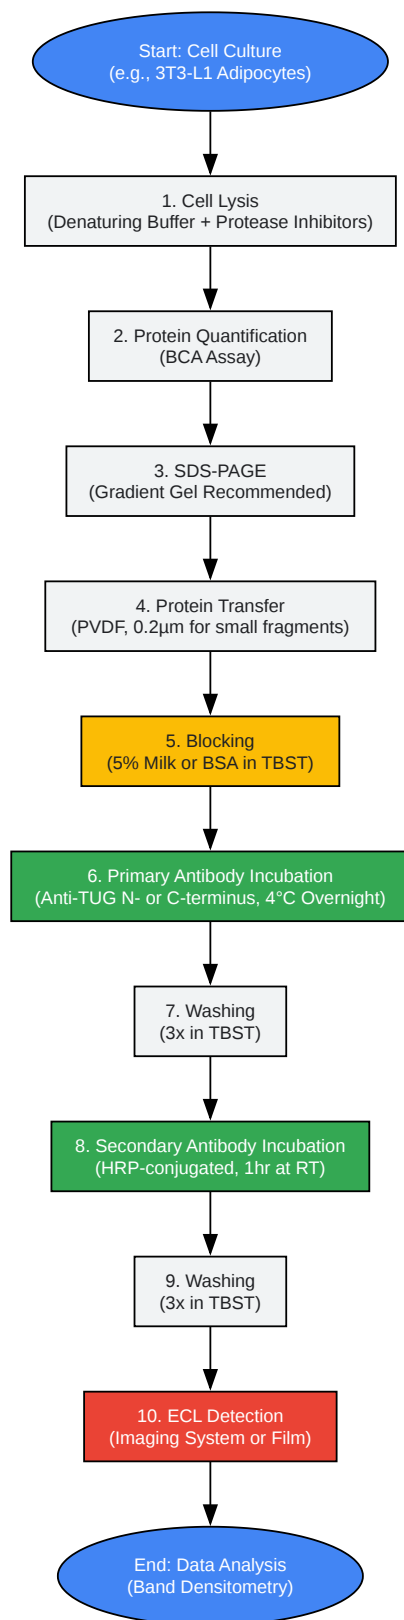 Start: Cell Culture
(e.g., 3T3-L1 Adipocytes)
1. Cell Lysis
(Denaturing Buffer + Protease Inhibitors)
2. Protein Quantification
(BCA Assay)
3. SDS-PAGE
(Gradient Gel Recommended)
4. Protein Transfer
(PVDF, 0.2µm for small fragments)
5. Blocking
(5% Milk or BSA in TBST)
6. Primary Antibody Incubation
(Anti-TUG N- or C-terminus, 4°C Overnight)
7. Washing
(3x in TBST)
8. Secondary Antibody Incubation
(HRP-conjugated, 1hr at RT)
9. Washing
(3x in TBST)
10. ECL Detection
(Imaging System or Film)
End: Data Analysis
(Band Densitometry)